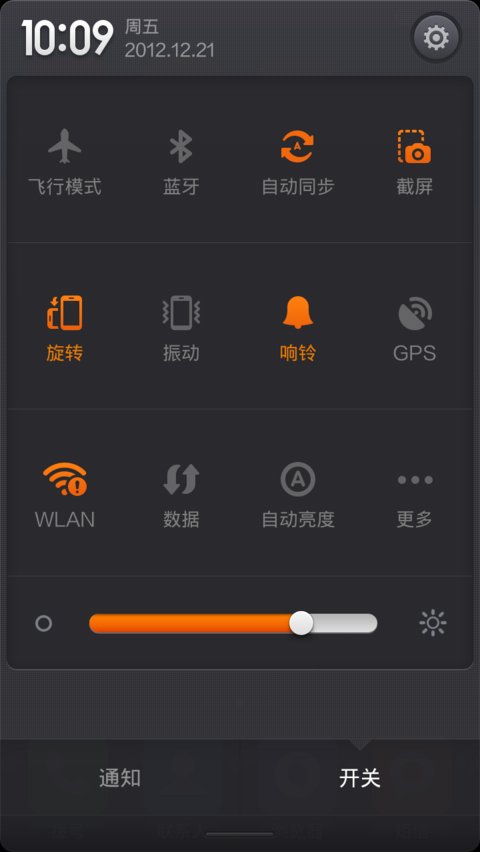 10:09
周五
2012.12.21
飞行模式 蓝牙 自动同步 截屏
旋转 振动 响铃 GPS
WLAN 数据 自动亮度 更多
通知 开关